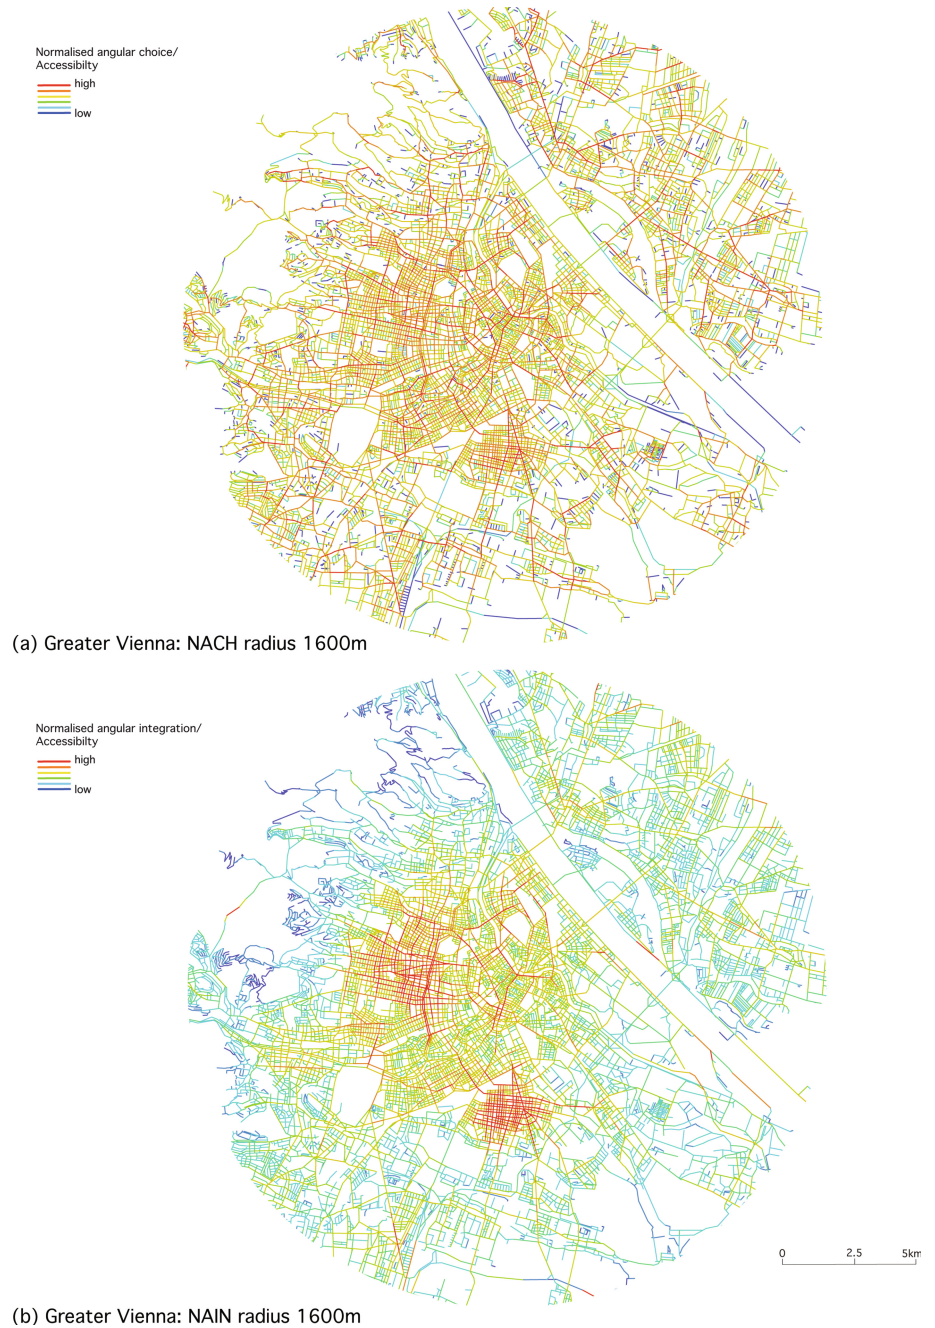 Normalised angular choice/
Accessibilty
high
low
(a) Greater Vienna: NACH radius 1600m
Normalised angular integration/
Accessibilty
high
low
0 2.5 5km
(b) Greater Vienna: NAIN radius 1600m